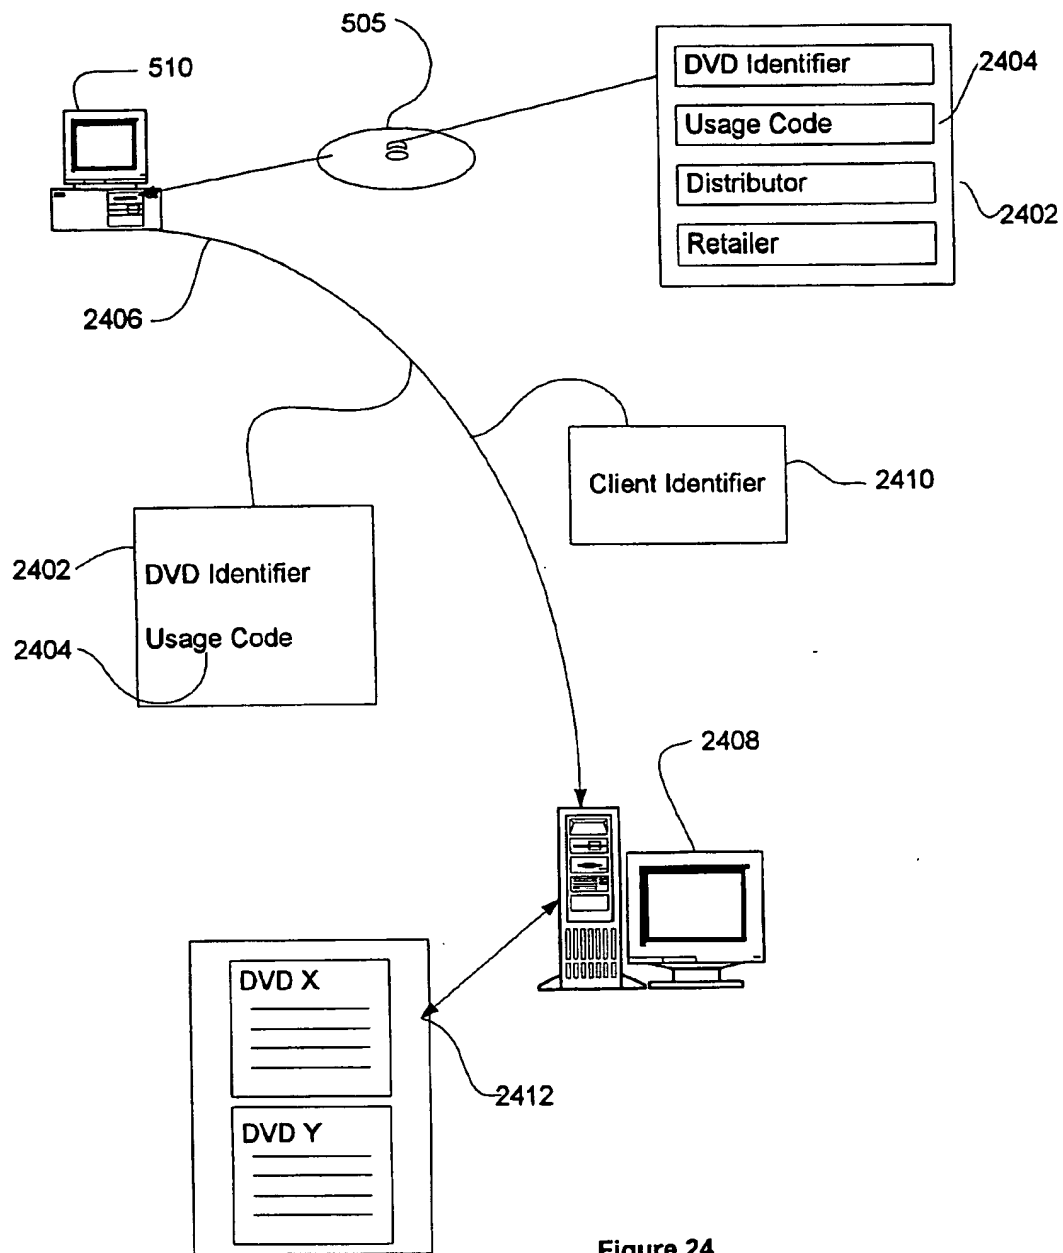 505
510
DVD Identifier
2404
Usage Code
Distributor
2402
Retailer
2406
Client Identifier
2410
2402
DVD Identifier
Usage Code
2404
2408
DVD X
2412
DVD Y
Figure 24